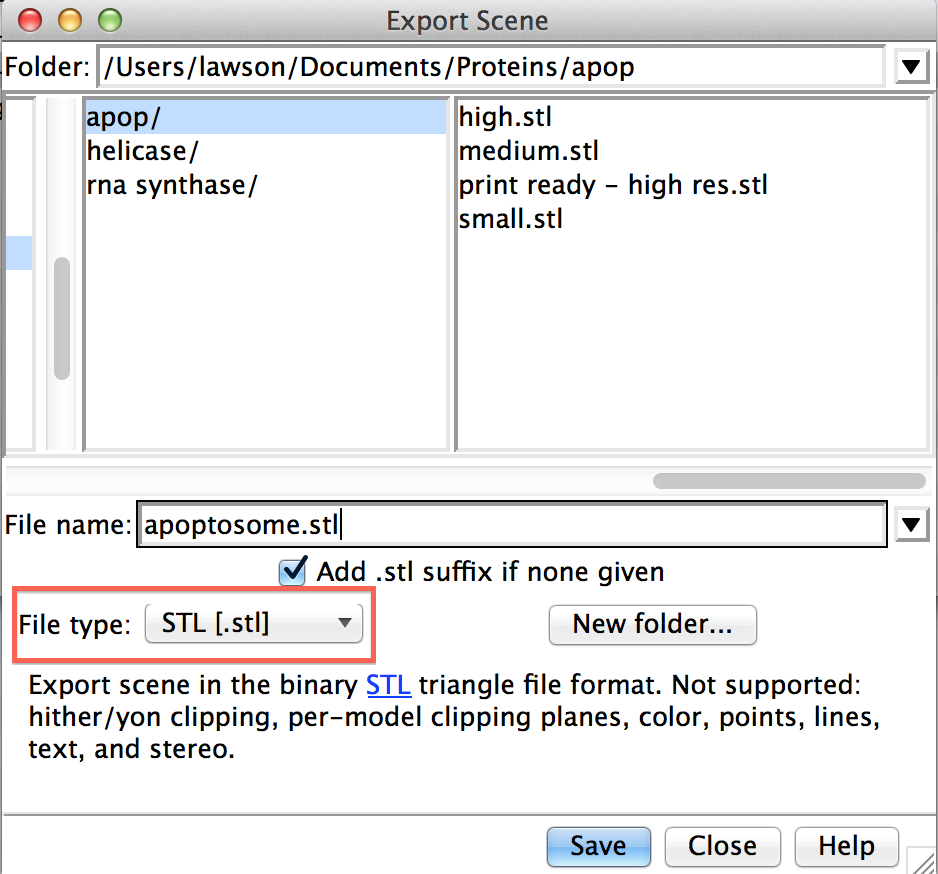 Export Scene
Folder: /Users/lawson/Documents/Proteins/apop
apop/
helicase/
rna synthase/
high.stl
medium.stl
print ready – high res.stl
small.stl
File name: apoptosome.stl
Add .stl suffix if none given
File type: STL [.stl]
New folder...
Export scene in the binary STL triangle file format. Not supported:
hither/yon clipping, per-model clipping planes, color, points, lines,
text, and stereo.
Save Close Help